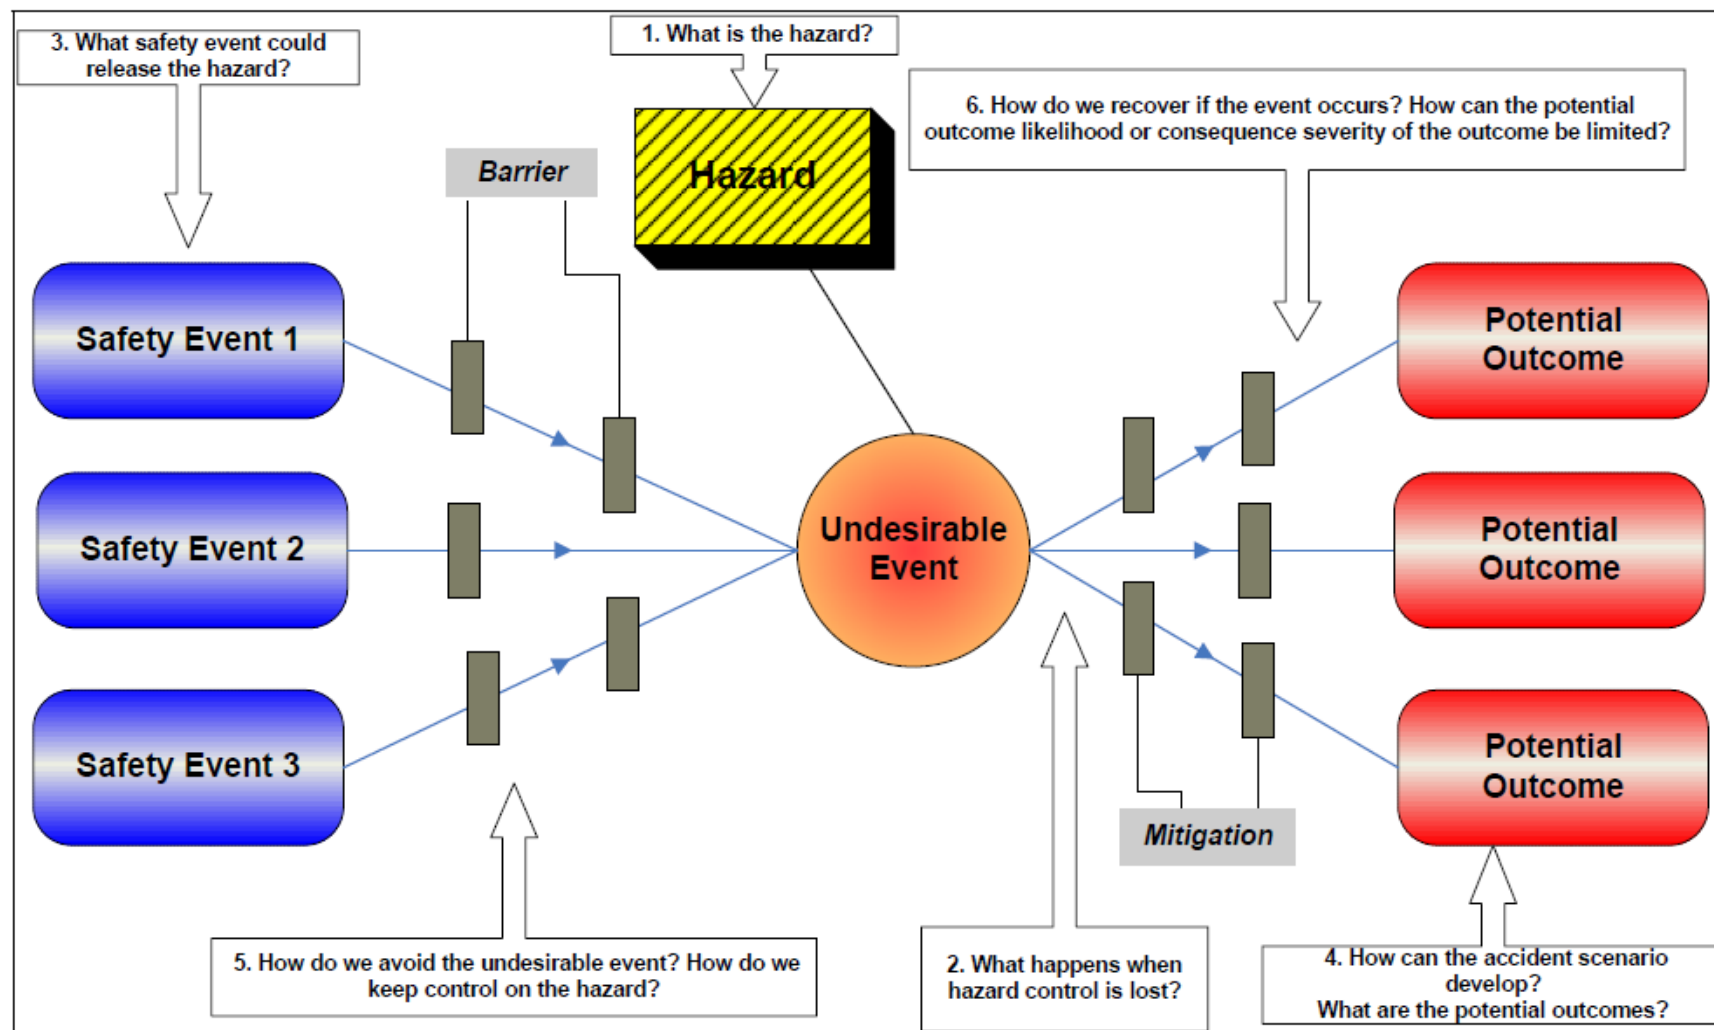 3. What safety event could
release the hazard?
1. What is the hazard?
6. How do we recover if the event occurs? How can the potential
outcome likelihood or consequence severity of the outcome be limited?
Barrier
Hazard
Safety Event 1
Potential
Outcome
Safety Event 2
Undesirable
Event
Potential
Outcome
Safety Event 3
Potential
Outcome
Mitigation
5. How do we avoid the undesirable event? How do we
keep control on the hazard?
2. What happens when
hazard control is lost?
4. How can the accident scenario
develop?
What are the potential outcomes?